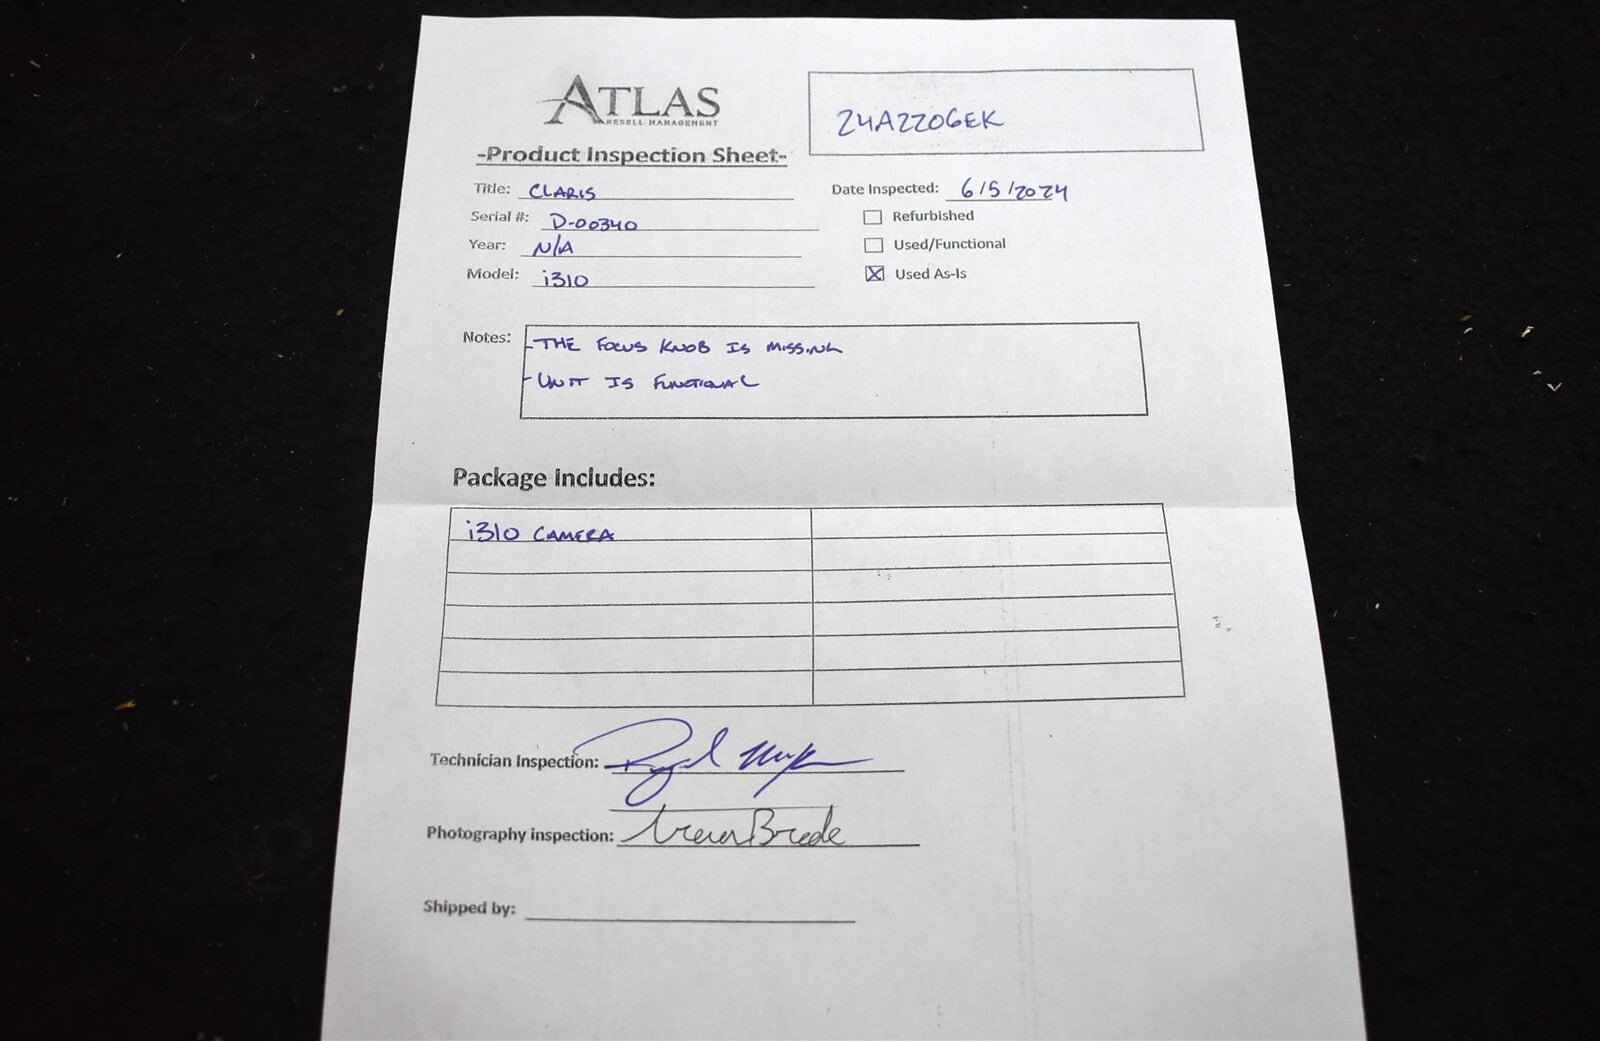 ATLAS
RESELL MANAGEMENT
24A2206EK
-Product Inspection Sheet-
Title: CLARIS
Date Inspected: 6/5/2024
Serial #: D-00340
Refurbished
Year: N/A
Used/Functional
Model: i310
Used As-Is
Notes: -THE FOCUS KNOB IS MISSING
-UNIT IS FUNCTIONAL
Package Includes:
i310 CAMERA
Technician Inspection:
Photography inspection:
Shipped by: